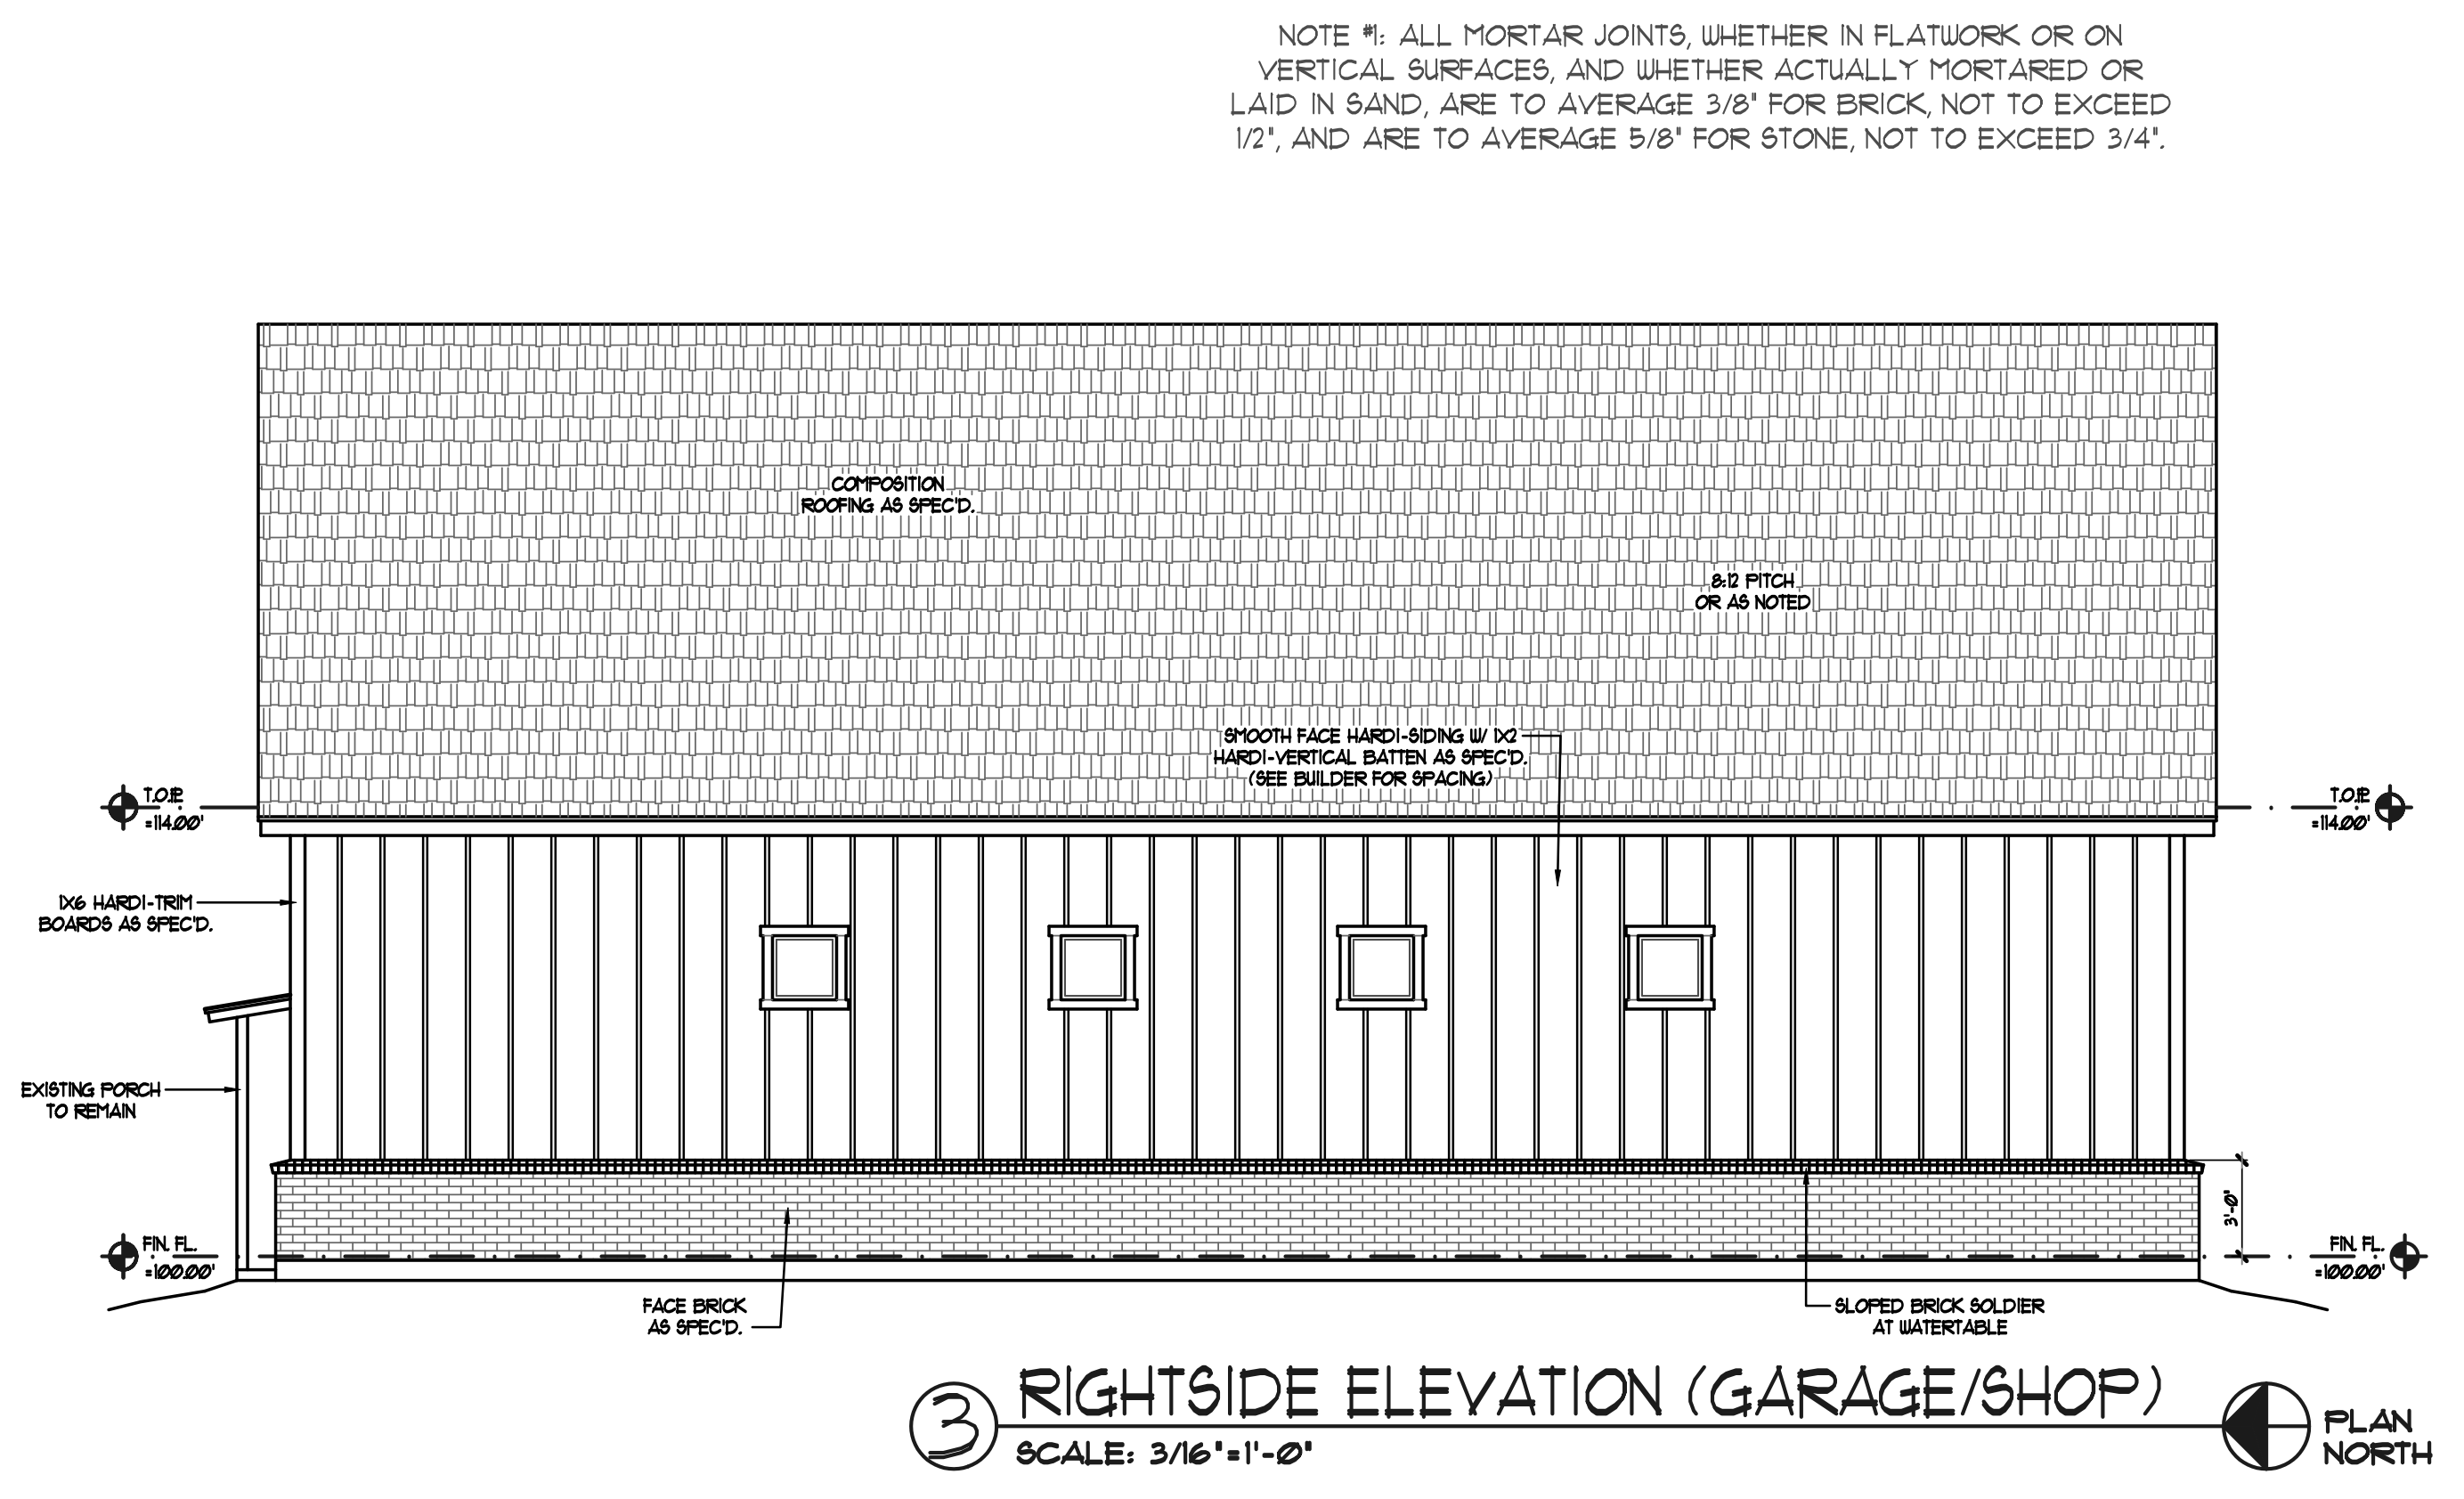 NOTE #1: ALL MORTAR JOINTS, WHETHER IN FLATWORK OR ON
VERTICAL SURFACES, AND WHETHER ACTUALLY MORTARED OR
LAID IN SAND, ARE TO AVERAGE 3/8" FOR BRICK, NOT TO EXCEED
1/2", AND ARE TO AVERAGE 5/8" FOR STONE, NOT TO EXCEED 3/4".
COMPOSITION
ROOFING AS SPEC'D.
8:12 PITCH
OR AS NOTED
SMOOTH FACE HARDI-SIDING W/ 1X2
HARDI-VERTICAL BATTEN AS SPEC'D.
(SEE BUILDER FOR SPACING)
T.O.P.
=114.00'
T.O.P.
=114.00'
1X6 HARDI-TRIM
BOARDS AS SPEC'D.
EXISTING PORCH
TO REMAIN
3'-0"
FIN. FL.
=100.00'
FIN. FL.
=100.00'
FACE BRICK
AS SPEC'D.
SLOPED BRICK SOLDIER
AT WATERTABLE
3
RIGHTSIDE ELEVATION (GARAGE/SHOP)
SCALE: 3/16"=1'-0"
PLAN
NORTH